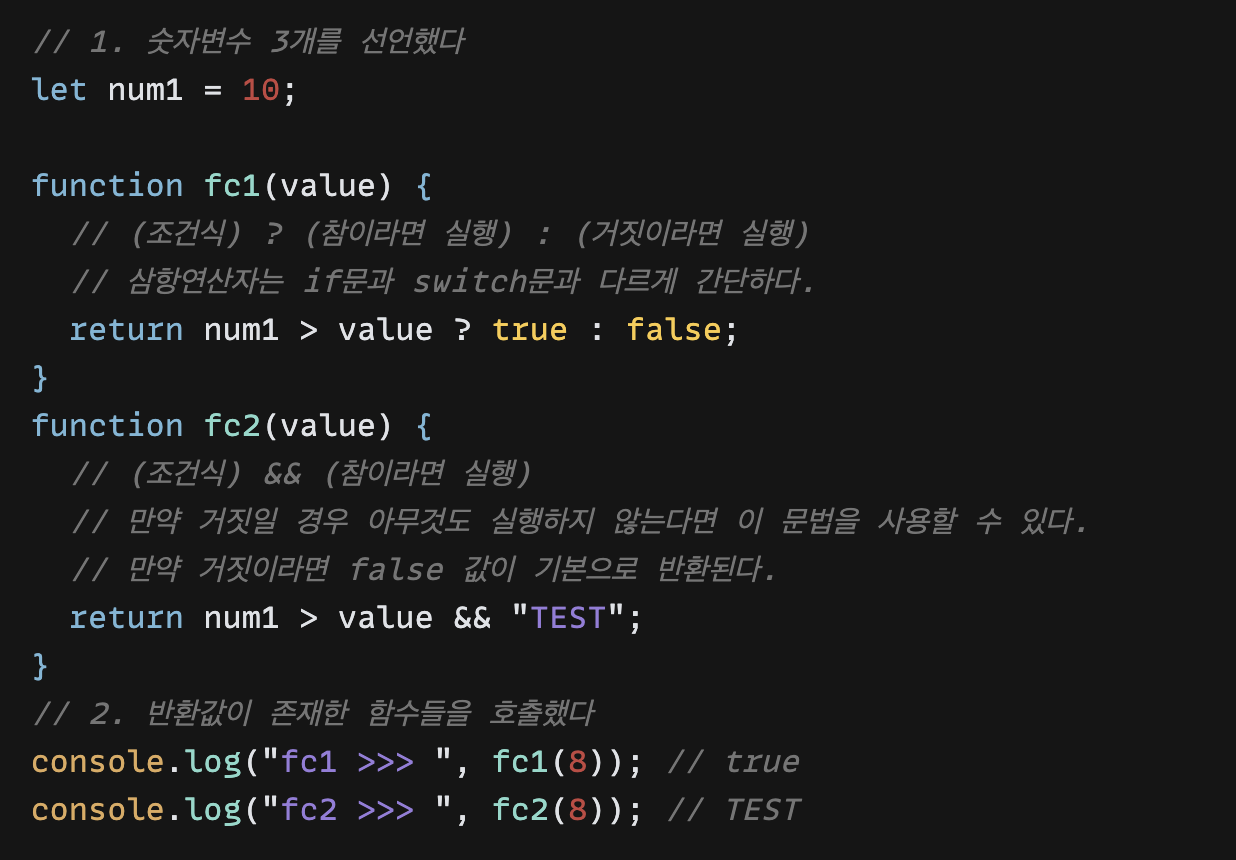 // 1. 숫자변수 3개를 선언했다
let num1 = 10;
function fc1(value) {
// (조건식) ? (참이라면 실행) : (거짓이라면 실행)
// 삼항연산자는 if문과 switch문과 다르게 간단하다.
return num1 > value ? true : false;
}
function fc2(value) {
// (조건식) && (참이라면 실행)
// 만약 거짓일 경우 아무것도 실행하지 않는다면 이 문법을 사용할 수 있다.
// 만약 거짓이라면 false 값이 기본으로 반환된다.
return num1 > value && "TEST";
}
// 2. 반환값이 존재한 함수들을 호출했다
console.log("fc1 >>> ", fc1(8)); // true
console.log("fc2 >>> ", fc2(8)); // TEST